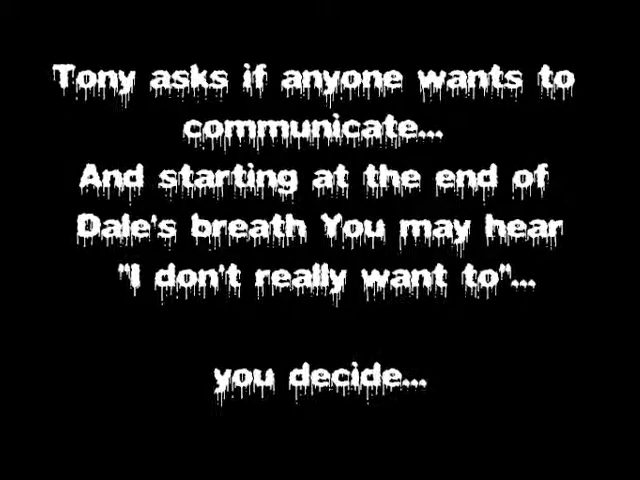 Tony asks if anyone wants to
communicate...
And starting at the end of
Dale's breath You may hear
"I don't really want to"...
you decide...